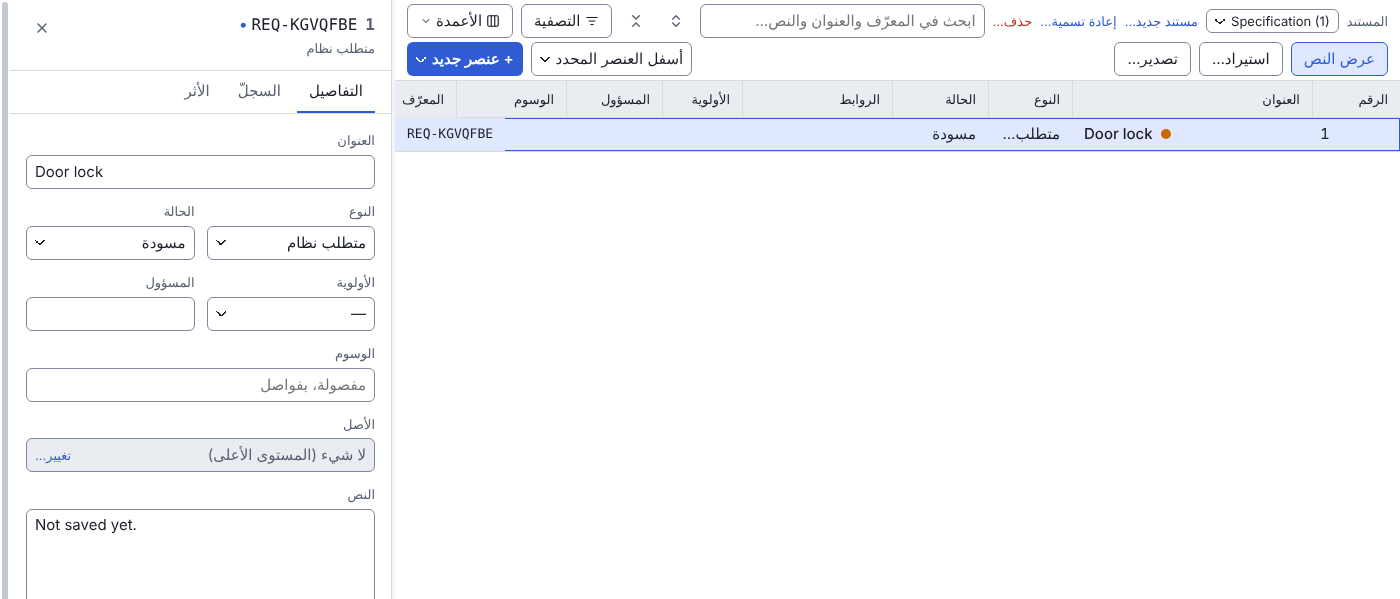 المستند Specification (1) مستند جديد... إعادة تسمية... حذف... ابحث في المعرّف والعنوان والنص... التصفية الأعمدة
عرض النص استيراد... تصدير... أسفل العنصر المحدد + عنصر جديد
الرقم العنوان النوع الحالة الروابط الأولوية المسؤول الوسوم المعرّف
1 Door lock متطلب... مسودة REQ-KGVQFBE
1 REQ-KGVQFBE
متطلب نظام
التفاصيل السجلّ الأثر
العنوان
Door lock
النوع الحالة
متطلب نظام مسودة
الأولوية المسؤول
—
الوسوم
مفصولة، بفواصل
الأصل
لا شيء (المستوى الأعلى) تغيير...
النص
Not saved yet.